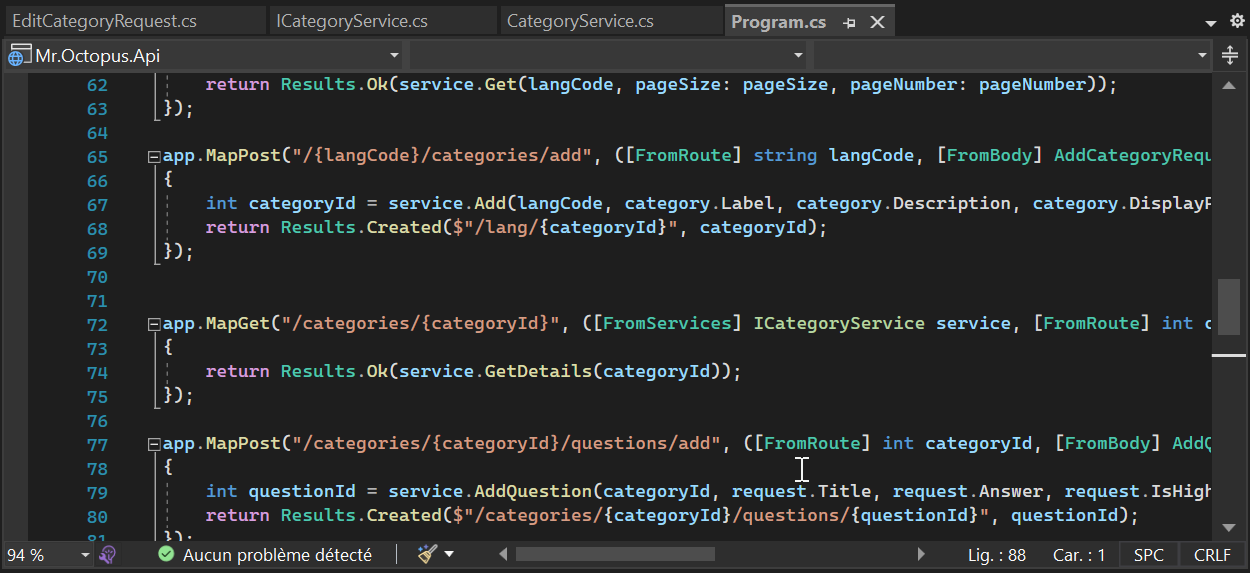 EditCategoryRequest.cs ICategoryService.cs CategoryService.cs Program.cs
Mr.Octopus.Api
62 return Results.Ok(service.Get(langCode, pageSize: pageSize, pageNumber: pageNumber));
63 });
64
65 app.MapPost("/{langCode}/categories/add", ([FromRoute] string langCode, [FromBody] AddCategoryRequ
66 {
67 int categoryId = service.Add(langCode, category.Label, category.Description, category.DisplayP
68 return Results.Created($"/lang/{categoryId}", categoryId);
69 });
70
71
72 app.MapGet("/categories/{categoryId}", ([FromServices] ICategoryService service, [FromRoute] int c
73 {
74 return Results.Ok(service.GetDetails(categoryId));
75 });
76
77 app.MapPost("/categories/{categoryId}/questions/add", ([FromRoute] int categoryId, [FromBody] AddQ
78 {
79 int questionId = service.AddQuestion(categoryId, request.Title, request.Answer, request.IsHigh
80 return Results.Created($"/categories/{categoryId}/questions/{questionId}", questionId);
81 });
94 % Aucun problème détecté Lig. : 88 Car. : 1 SPC CRLF